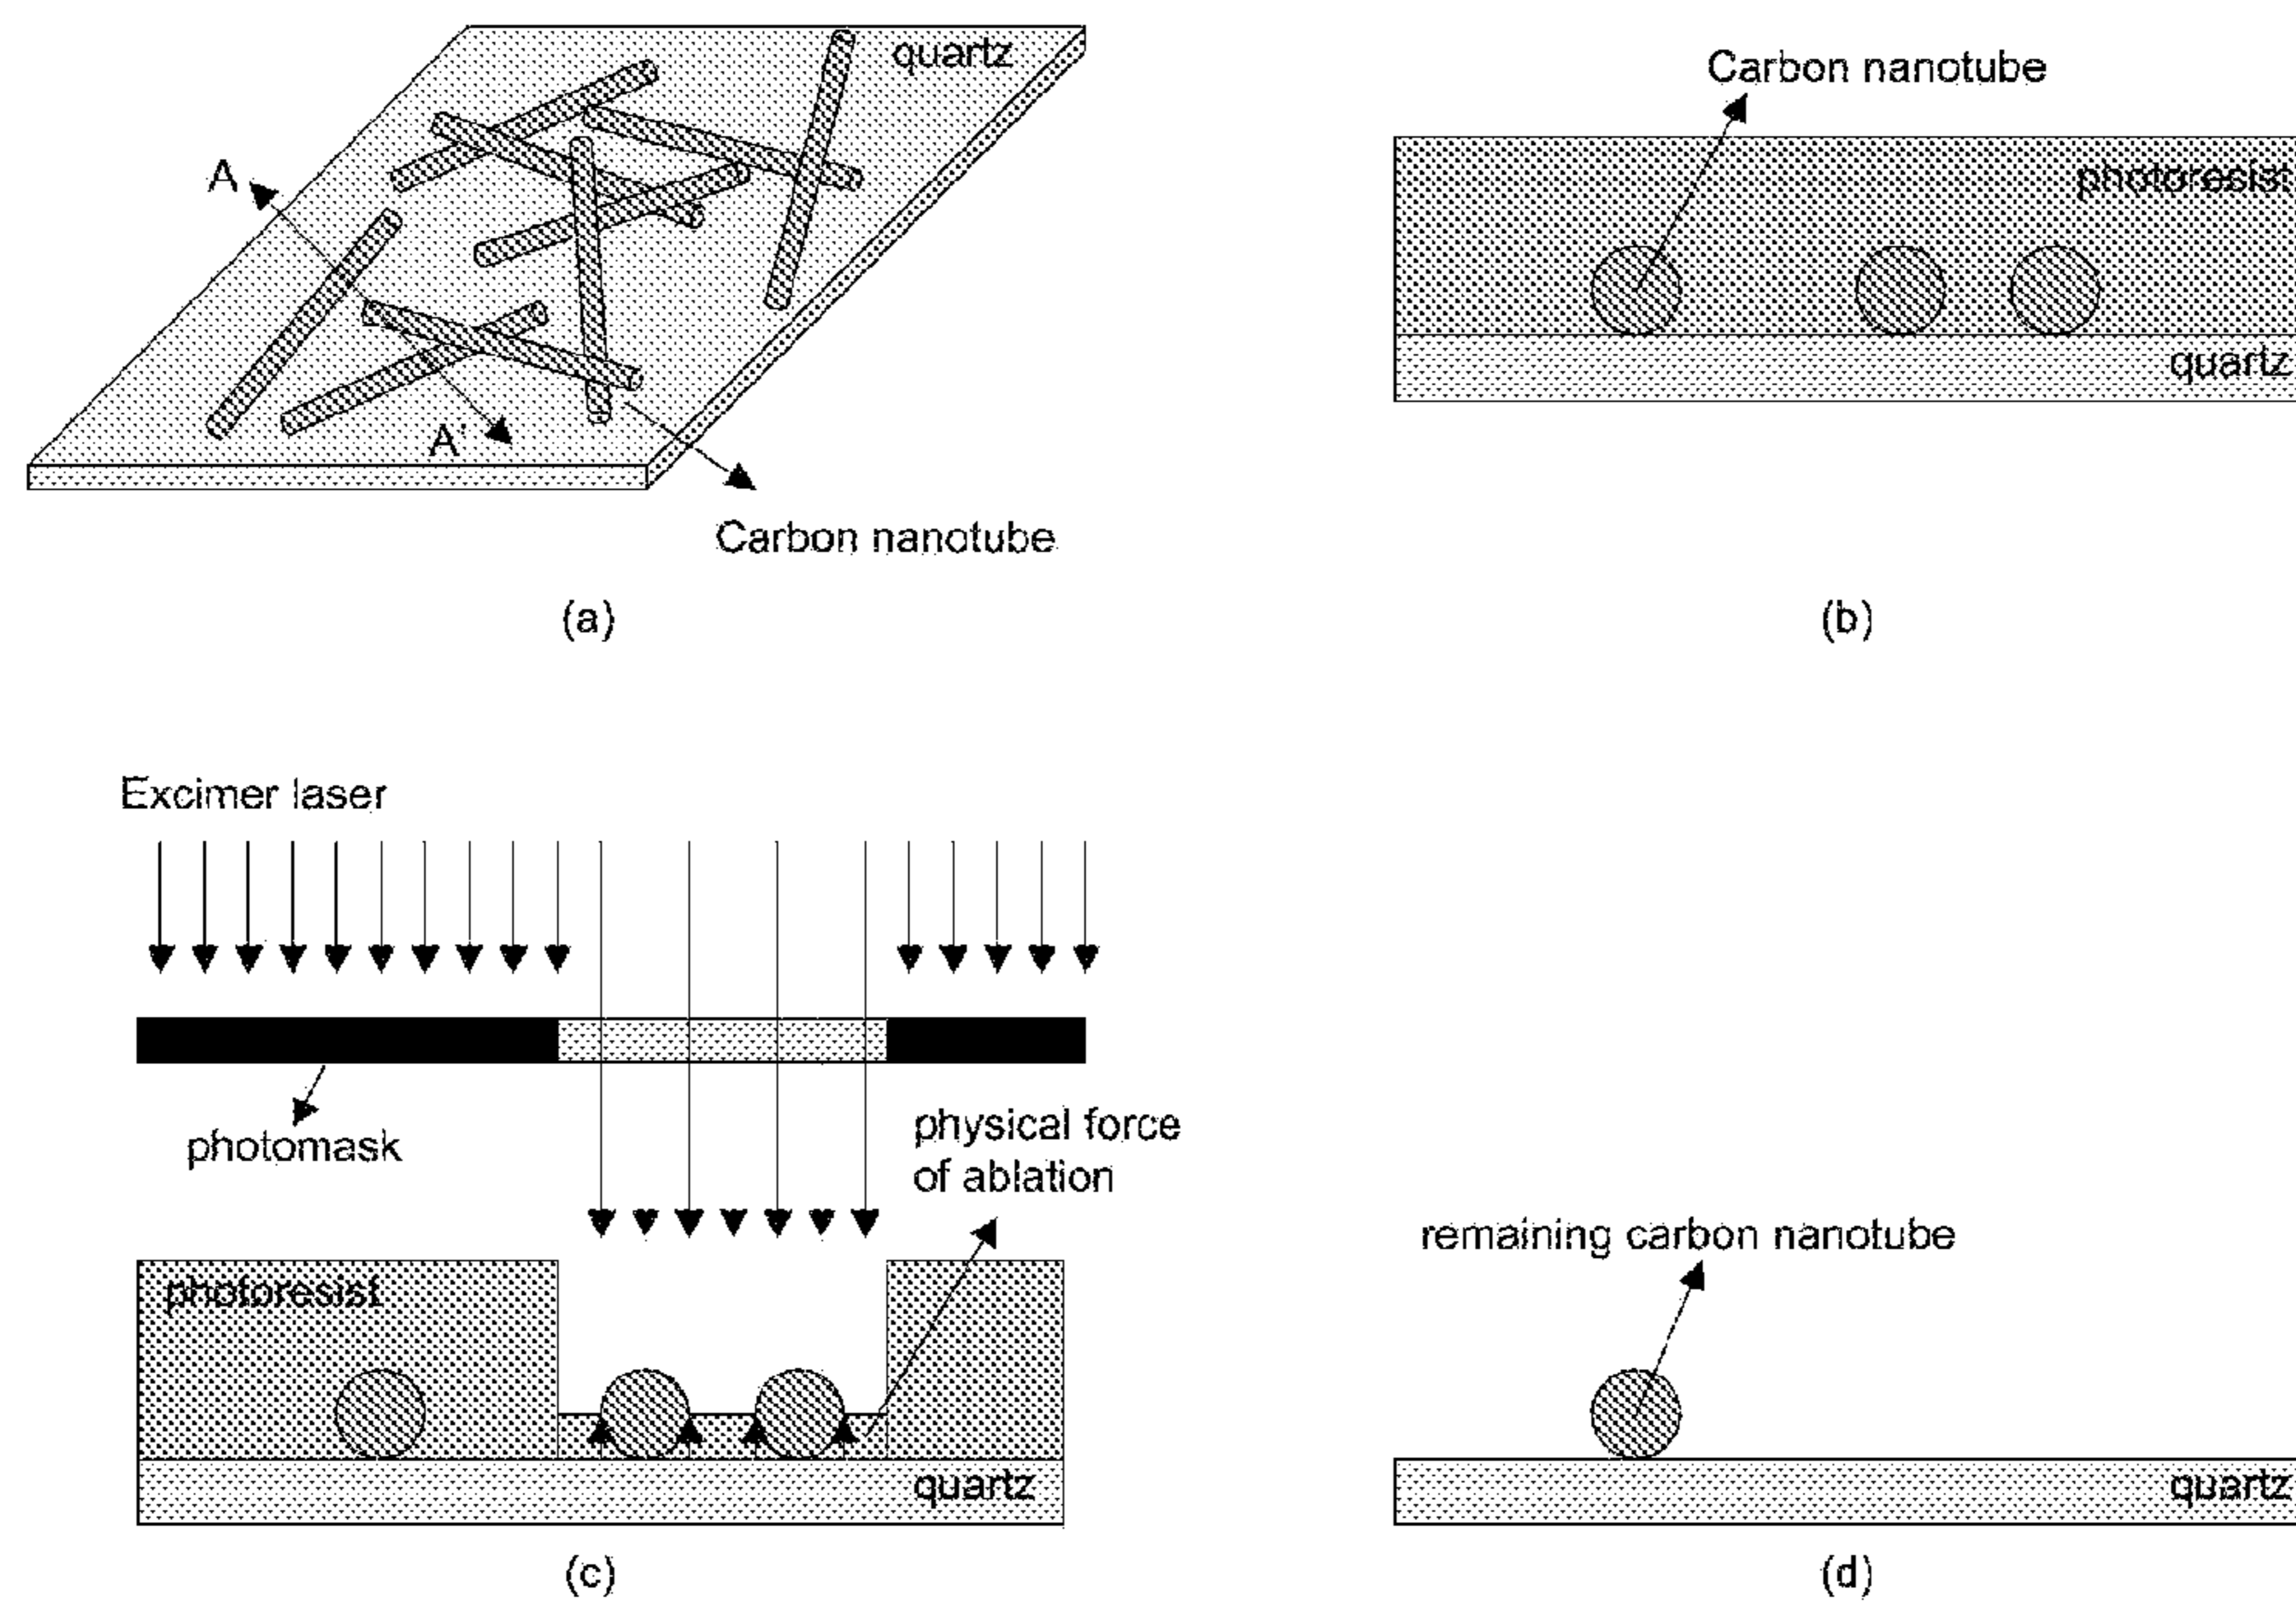 quartz
A
A'
Carbon nanotube
(a)
Carbon nanotube
photoresist
quartz
(b)
Excimer laser
photomask
physical force
of ablation
photoresist
quartz
(c)
remaining carbon nanotube
quartz
(d)